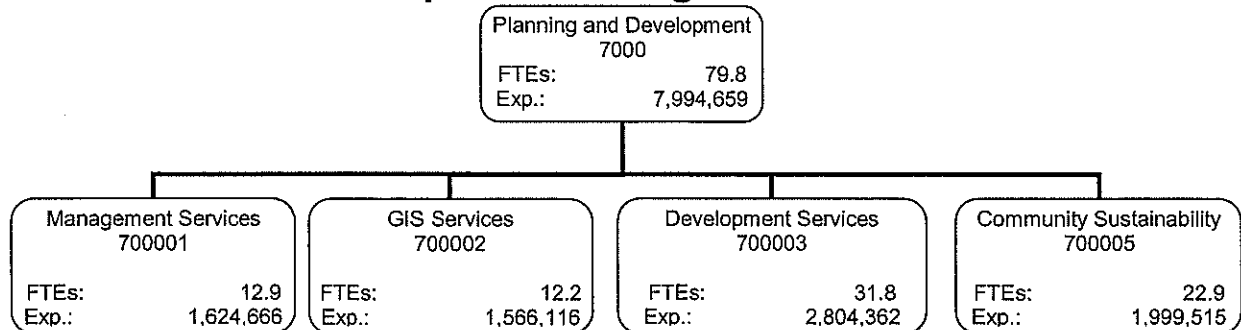 Planning and Development
7000
FTEs: 79.8
Exp.: 7,994,659
Management Services
700001
FTEs: 12.9
Exp.: 1,624,666
GIS Services
700002
FTEs: 12.2
Exp.: 1,566,116
Development Services
700003
FTEs: 31.8
Exp.: 2,804,362
Community Sustainability
700005
FTEs: 22.9
Exp.: 1,999,515